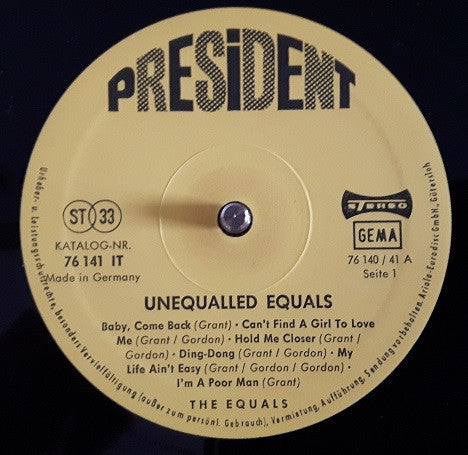 PRESiDENT
ST 33
STEREO
KATALOG-NR.
76 141 IT
Made in Germany
GEMA
76 140 / 41 A
Seite 1
UNEQUALLED EQUALS
Baby, Come Back (Grant) · Can't Find A Girl To Love
Me (Grant / Gordon) · Hold Me Closer (Grant /
Gordon) · Ding-Dong (Grant / Gordon) · My
Life Ain't Easy (Grant / Gordon / Gordon) ·
I'm A Poor Man (Grant)
THE EQUALS
Urheber- u. Leistungsschutzrechte, besonders Vervielfältigung (außer zum persönl. Gebrauch), Vermietung, Aufführung, Sendung vorbehalten. Ariola-Eurodisc GmbH., Gütersloh